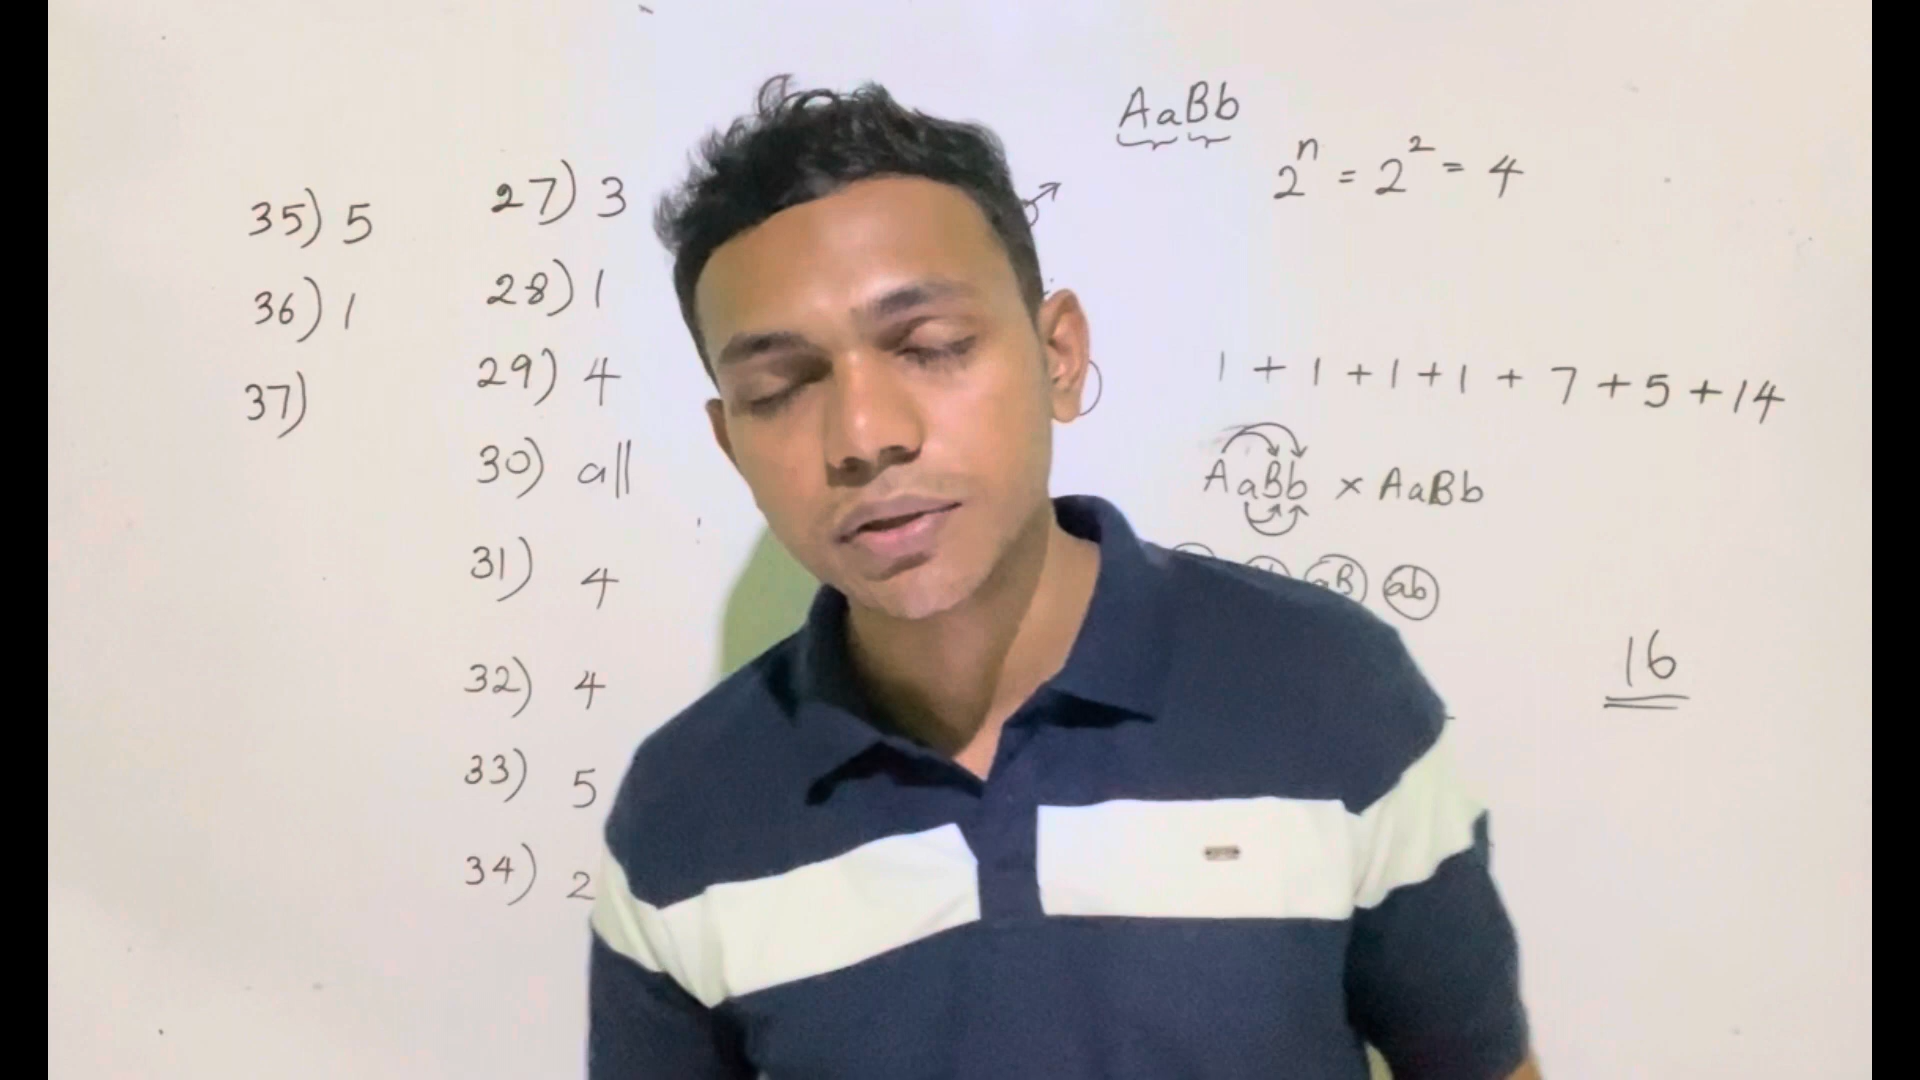 35) 5
36) 1
37)
27) 3
28) 1
29) 4
30) all
31) 4
32) 4
33) 5
34) 2
AaBb
2ⁿ = 2² = 4
1 + 1 + 1 + 1 + 7 + 5 + 14
AaBb × AaBb
aB ab
16